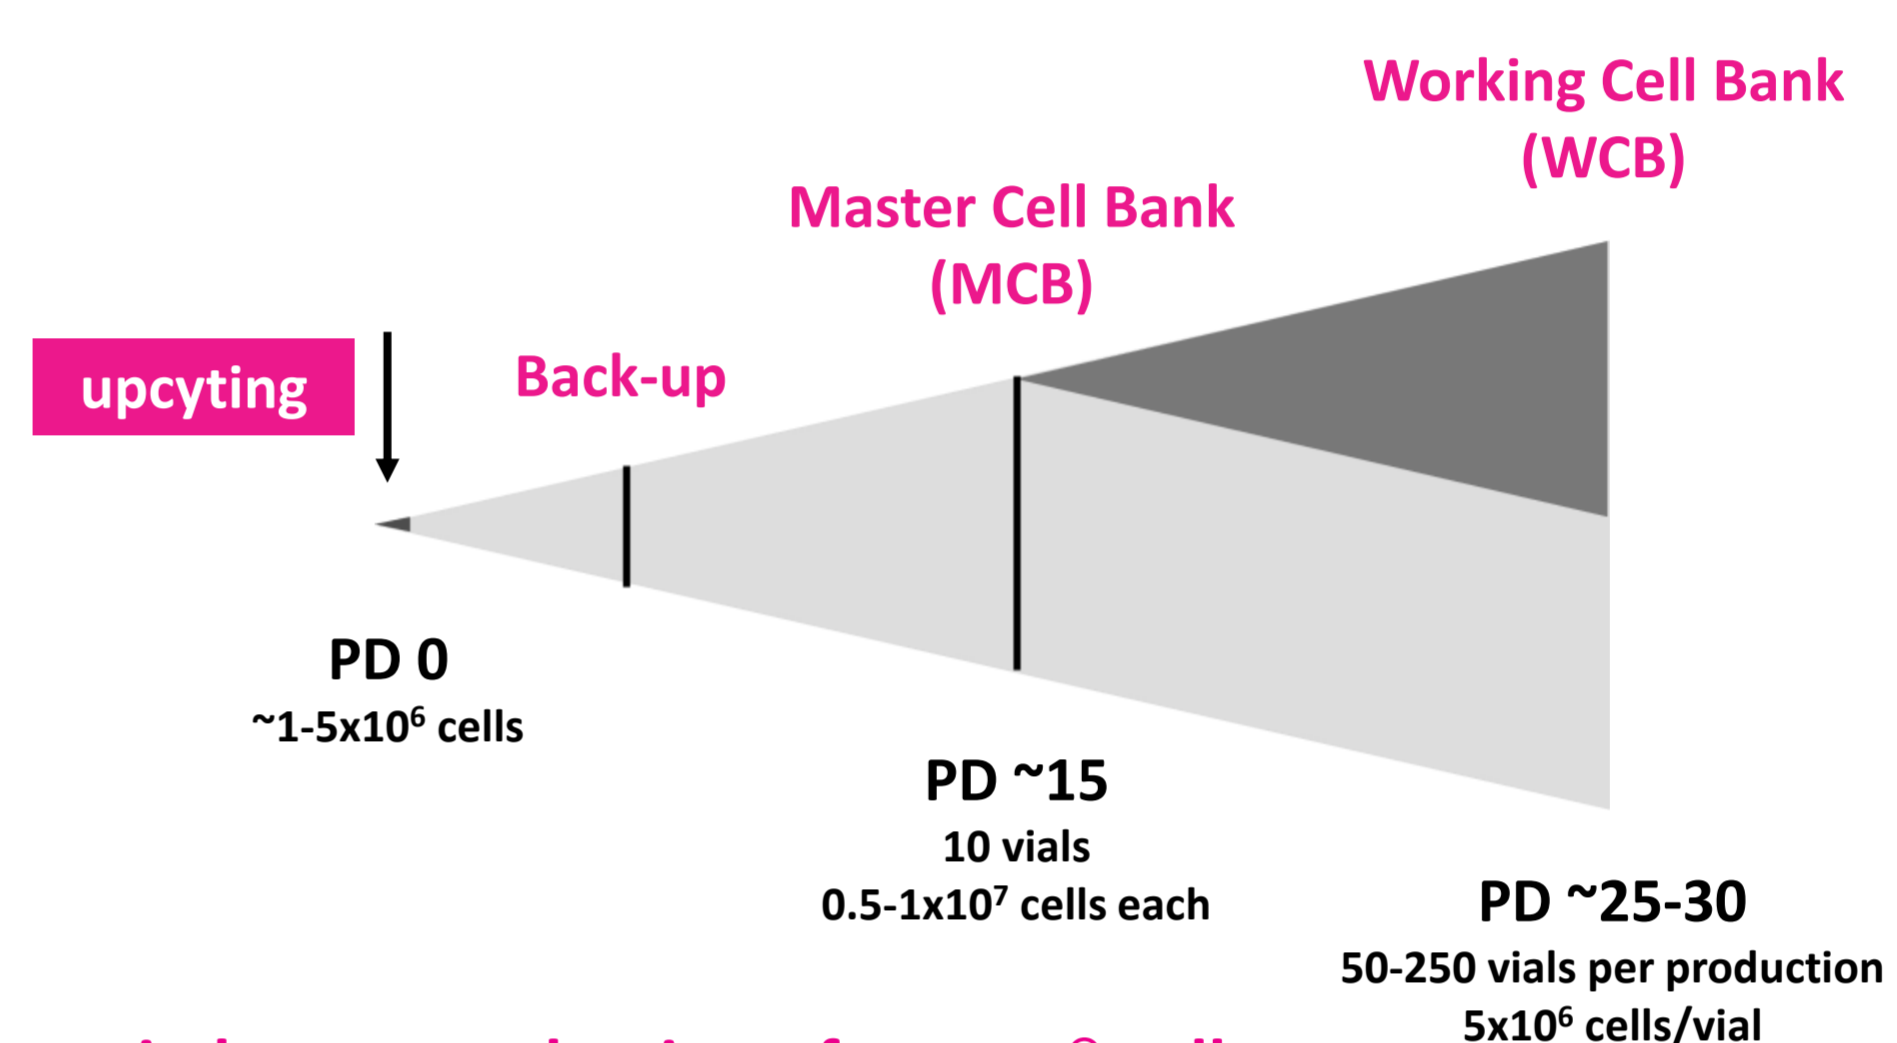 Working Cell Bank
(WCB)
Master Cell Bank
(MCB)
upcyting
Back-up
PD 0
~1-5x10⁶ cells
PD ~15
10 vials
0.5-1x10⁷ cells each
PD ~25-30
50-250 vials per production
5x10⁶ cells/vial